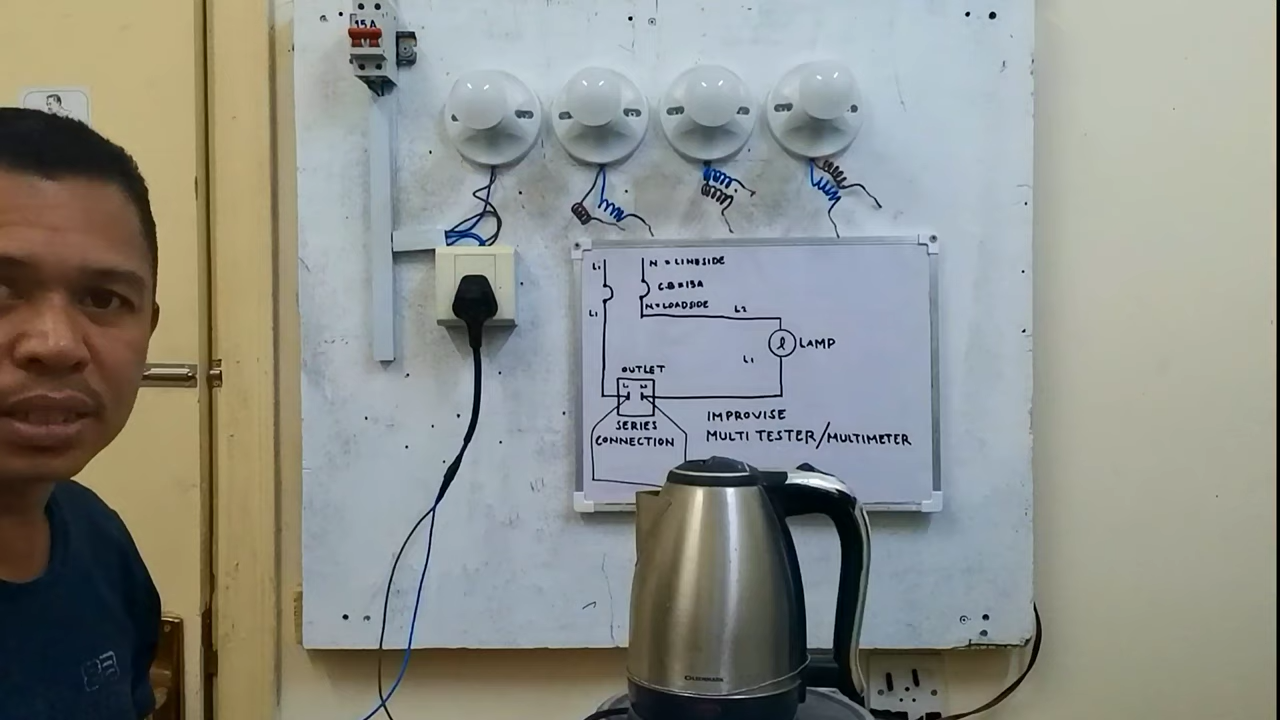 15A
L1
N = LINESIDE
C.B = 15A
L1
N = LOADSIDE
L2
LAMP
L1
OUTLET
SERIES
CONNECTION
IMPROVISE
MULTI TESTER/MULTIMETER